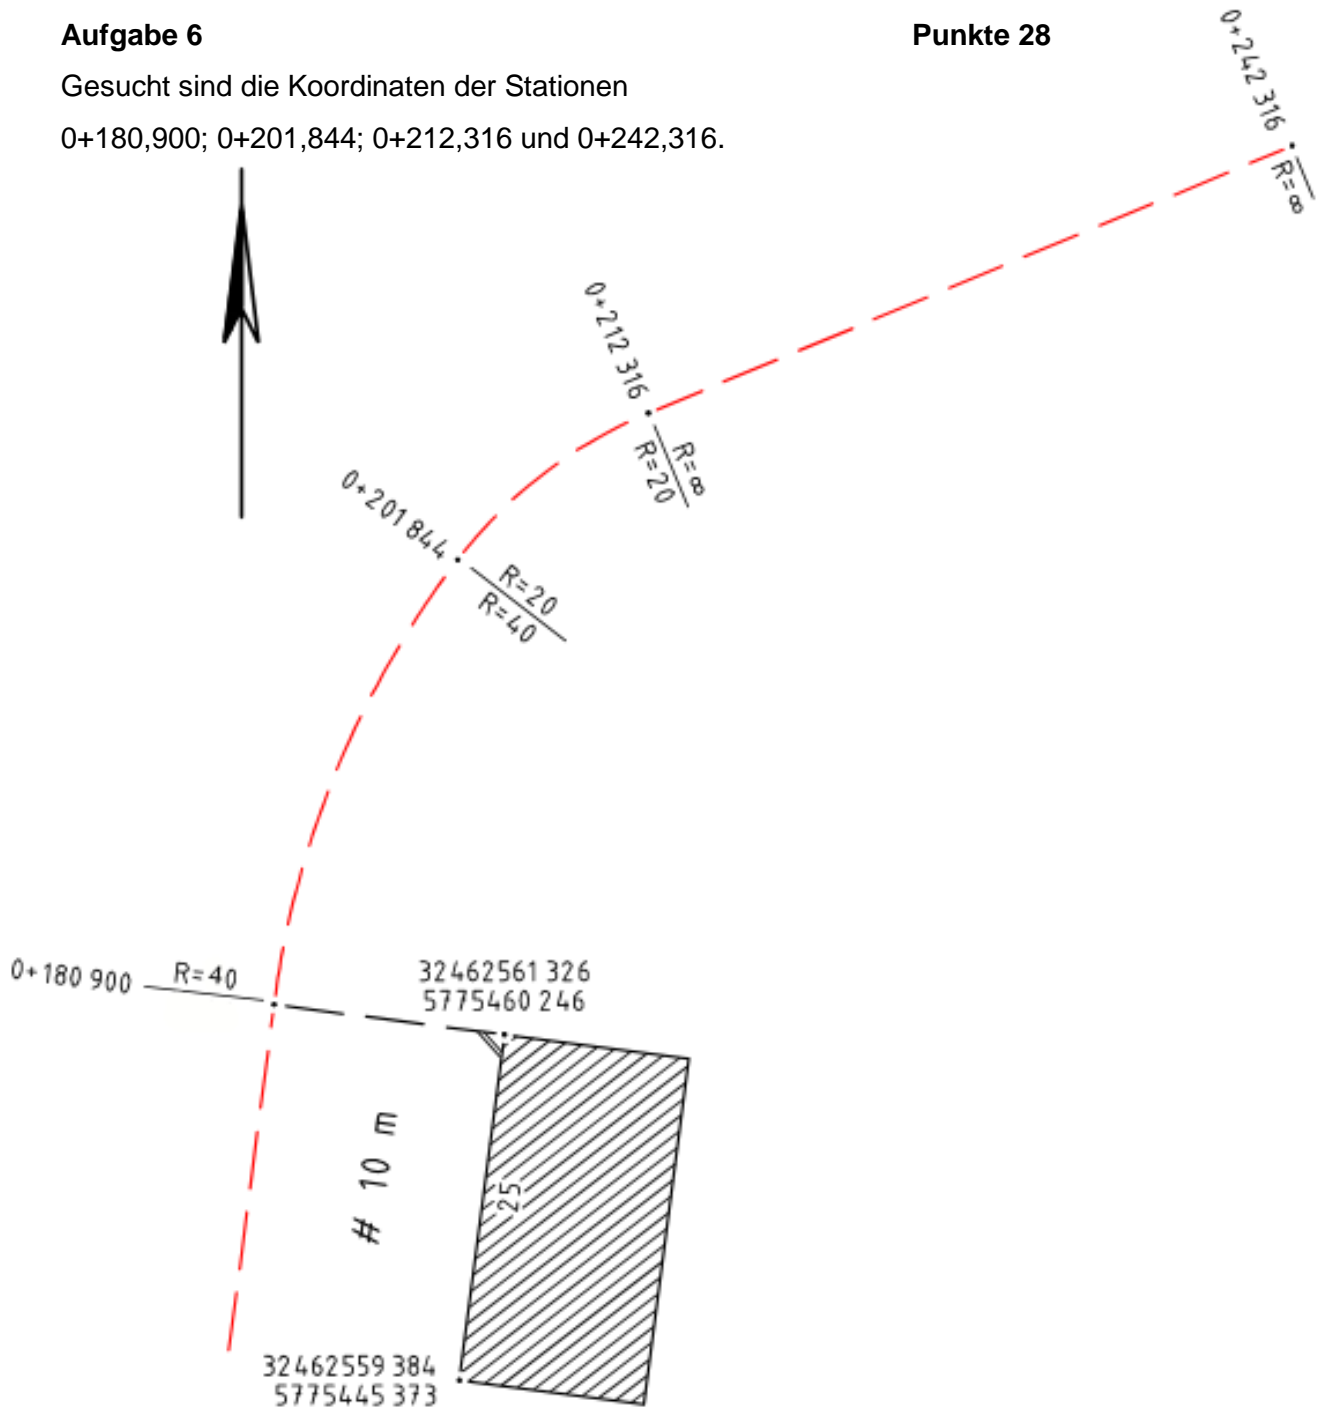 Aufgabe 6 Punkte 28
Gesucht sind die Koordinaten der Stationen
0+180,900; 0+201,844; 0+212,316 und 0+242,316.
0+242 316
R=∞
0+212 316
R=∞
R=20
0+201 844
R=20
R=40
0+180 900
R=40
32462561 326
5775460 246
# 10 m
25
32462559 384
5775445 373